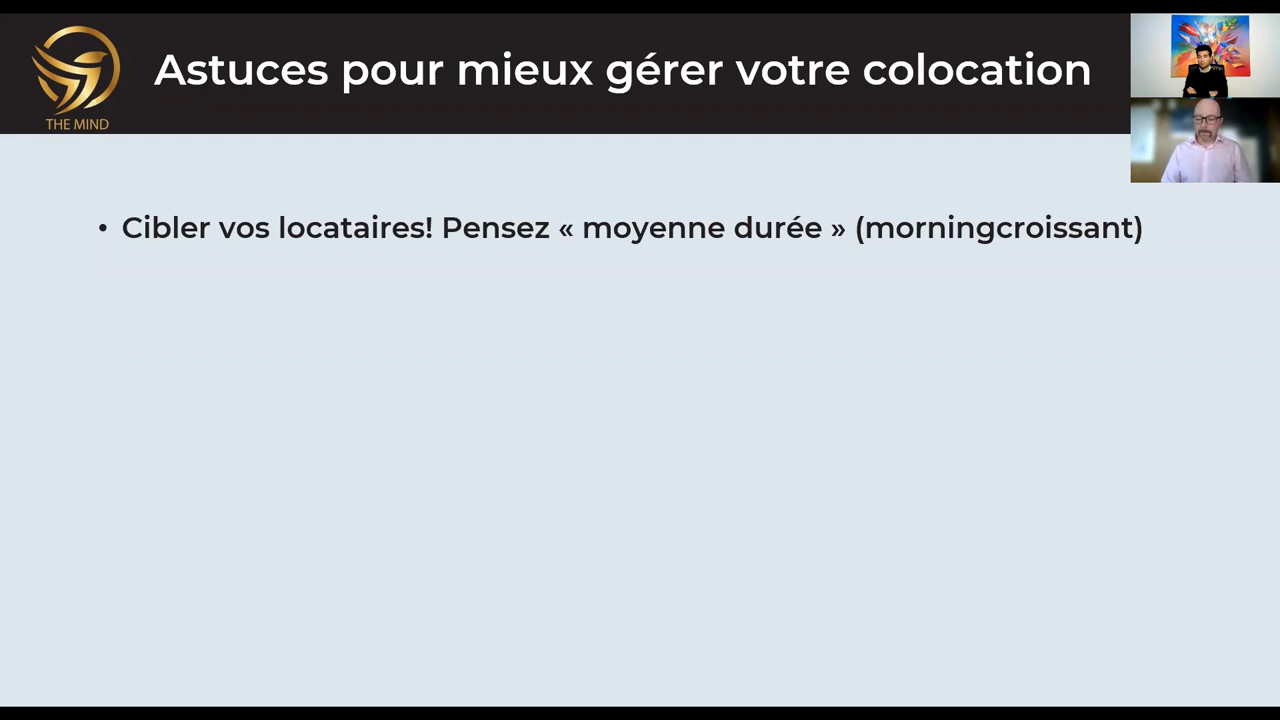 Astuces pour mieux gérer votre colocation
THE MIND
• Cibler vos locataires! Pensez « moyenne durée » (morningcroissant)